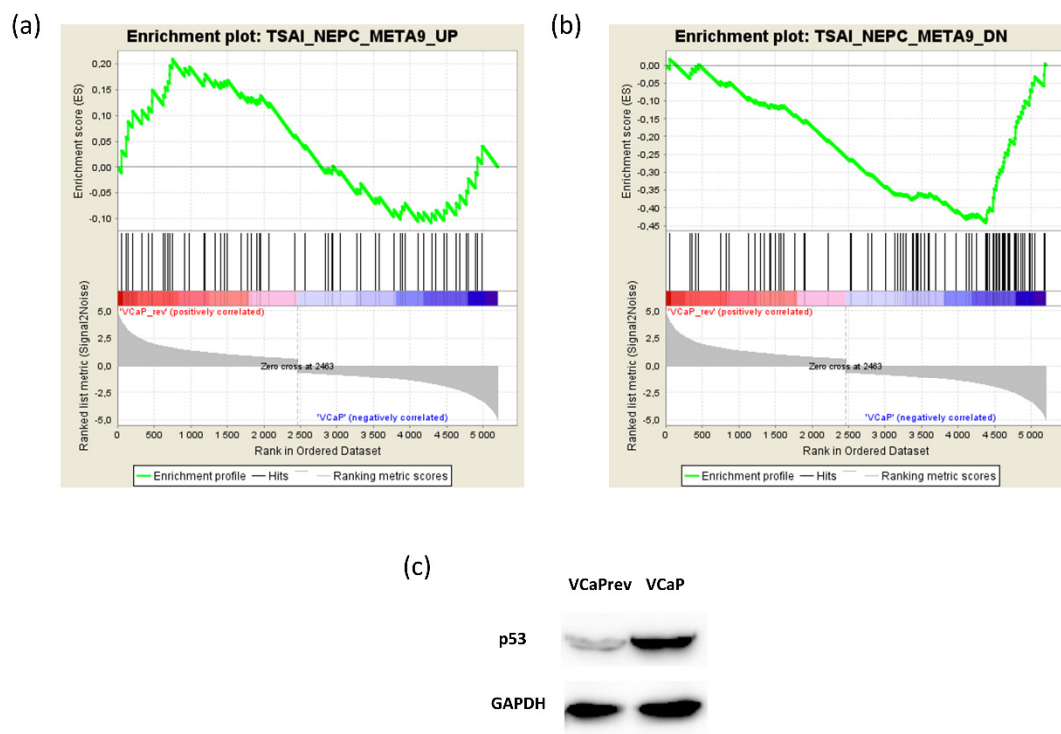 (a)
Enrichment plot: TSAI_NEPC_META9_UP
Enrichment score (ES)
0,20
0,15
0,10
0,05
0,00
-0,05
-0,10
'VCaP_rev' (positively correlated)
Ranked list metric (Signal2Noise)
5,0
2,5
0,0
-2,5
-5,0
Zero cross at 2463
'VCaP' (negatively correlated)
0 500 1 000 1 500 2 000 2 500 3 000 3 500 4 000 4 500 5 000
Rank in Ordered Dataset
Enrichment profile Hits Ranking metric scores
(b)
Enrichment plot: TSAI_NEPC_META9_DN
Enrichment score (ES)
0,00
-0,05
-0,10
-0,15
-0,20
-0,25
-0,30
-0,35
-0,40
-0,45
'VCaP_rev' (positively correlated)
Ranked list metric (Signal2Noise)
5,0
2,5
0,0
-2,5
-5,0
Zero cross at 2463
'VCaP' (negatively correlated)
0 500 1 000 1 500 2 000 2 500 3 000 3 500 4 000 4 500 5 000
Rank in Ordered Dataset
Enrichment profile Hits Ranking metric scores
(c)
VCaPrev VCaP
p53
GAPDH